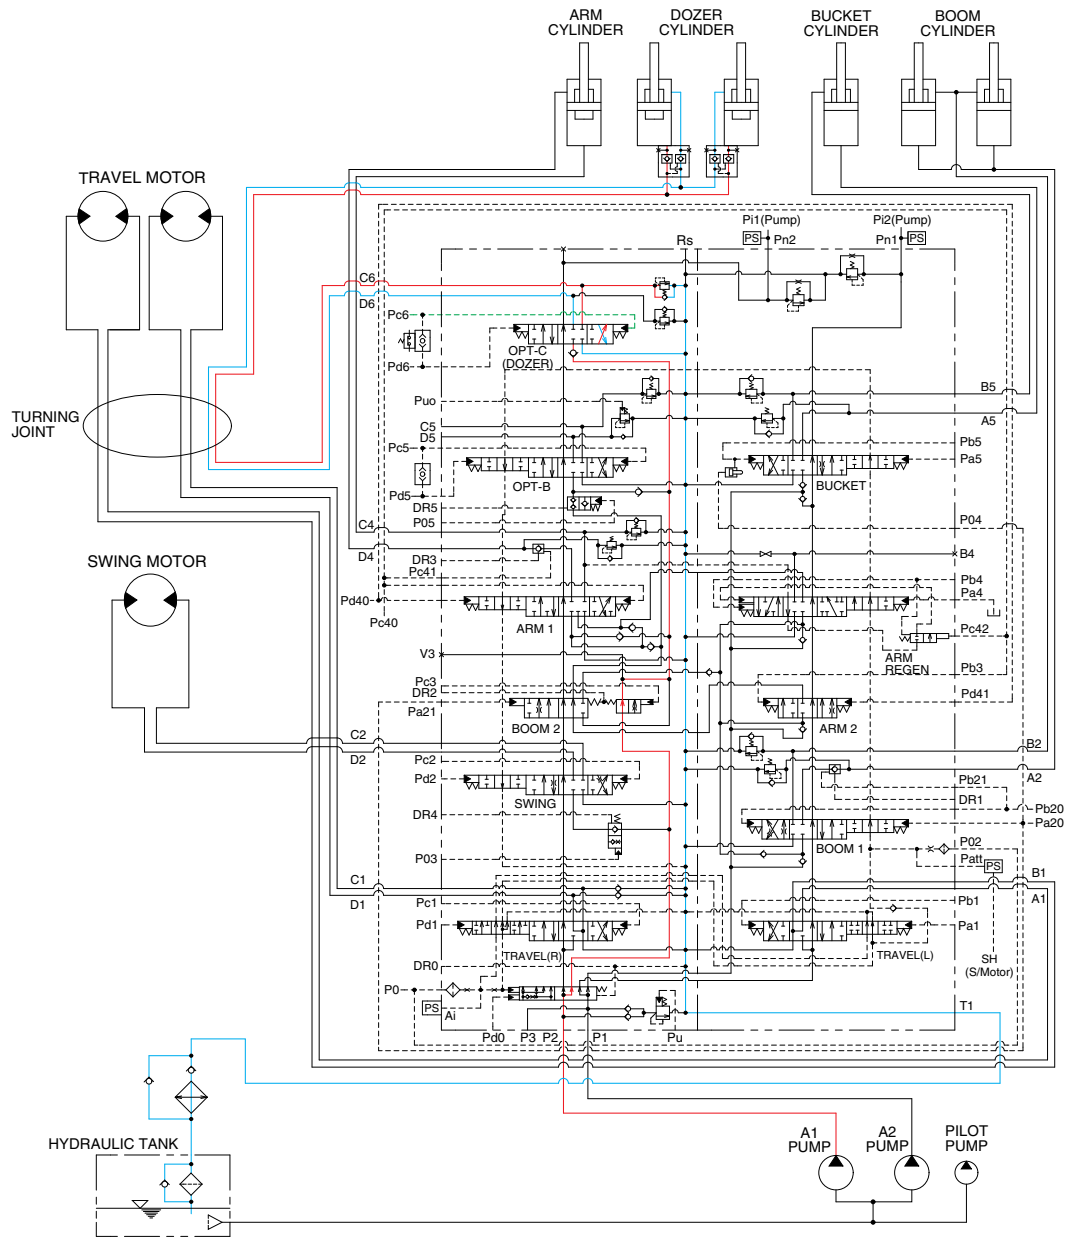 ARM
CYLINDER
DOZER
CYLINDER
BUCKET
CYLINDER
BOOM
CYLINDER
TRAVEL MOTOR
Pi1(Pump)
Pi2(Pump)
PS
Pn2
Pn1
PS
Rs
C6
D6
Pc6
OPT-C
(DOZER)
Pd6
Puo
B5
A5
TURNING
JOINT
C5
D5
Pc5
Pb5
Pa5
Pd5
OPT-B
BUCKET
DR5
P05
P04
C4
D4
B4
DR3
Pc41
SWING MOTOR
Pb4
Pa4
Pd40
Pc40
ARM 1
Pc42
ARM
REGEN
V3
Pb3
Pc3
DR2
Pa21
Pd41
BOOM 2
ARM 2
C2
D2
B2
A2
Pc2
Pd2
Pb21
SWING
DR1
Pb20
Pa20
DR4
BOOM 1
P02
P03
Patt
PS
C1
D1
B1
A1
Pc1
Pb1
Pd1
Pa1
TRAVEL(R)
TRAVEL(L)
DR0
SH
(S/Motor)
P0
PS
Ai
T1
Pd0
P3
P2
P1
Pu
HYDRAULIC TANK
A1
PUMP
A2
PUMP
PILOT
PUMP